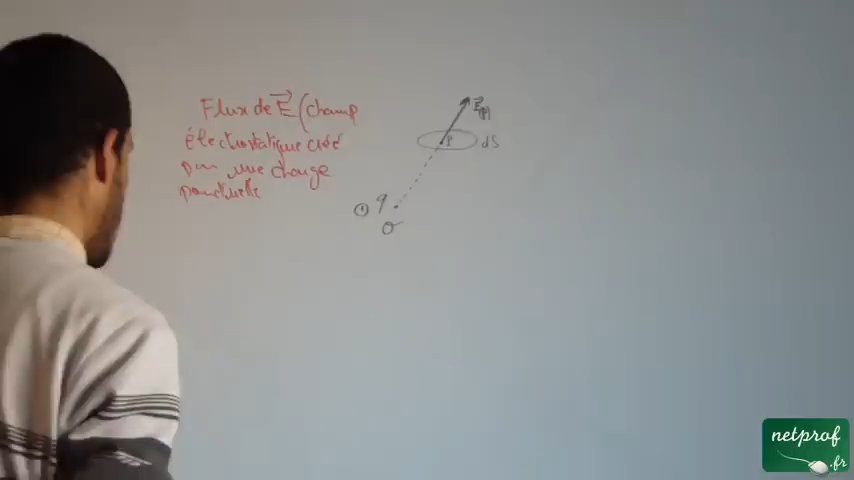 Flux de E (champ
électrostatique créé
par une charge
ponctuelle
E(P)
P
dS
q
O
netprof
.fr